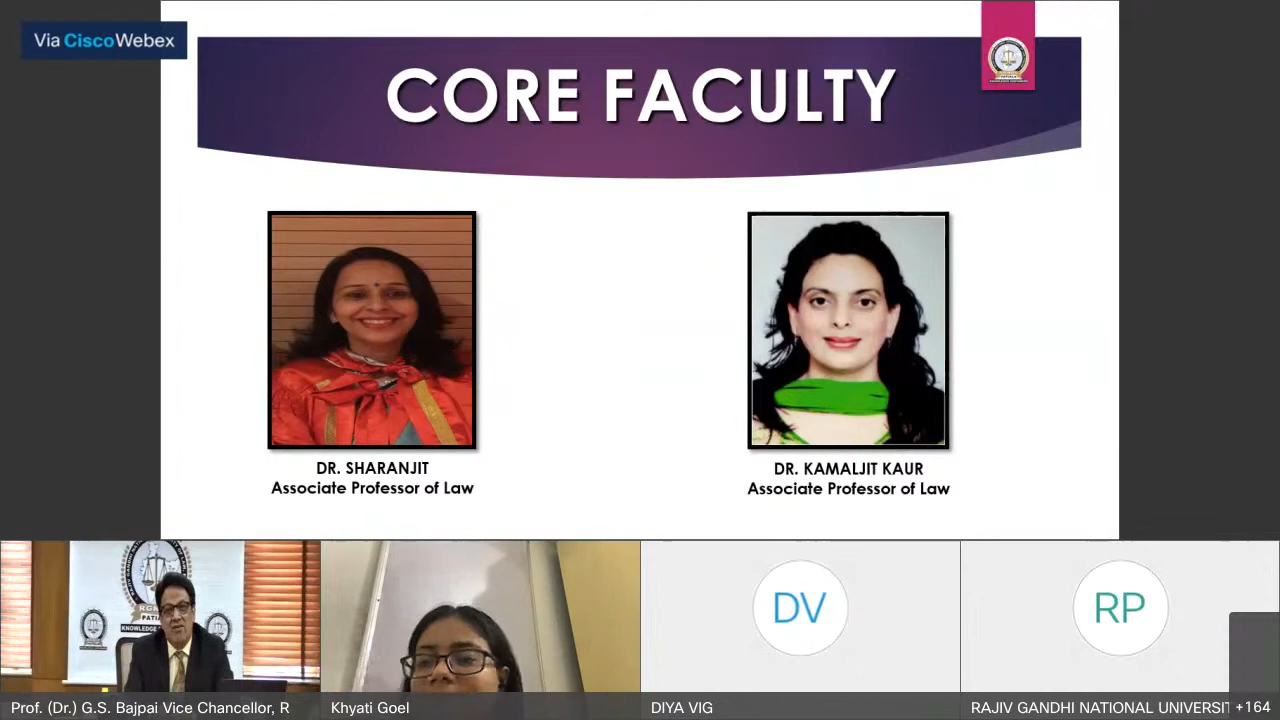 Via CiscoWebex
CORE FACULTY
DR. SHARANJIT
Associate Professor of Law
DR. KAMALJIT KAUR
Associate Professor of Law
DV
RP
Prof. (Dr.) G.S. Bajpai Vice Chancellor, R
Khyati Goel
DIYA VIG
RAJIV GANDHI NATIONAL UNIVERSIT +164